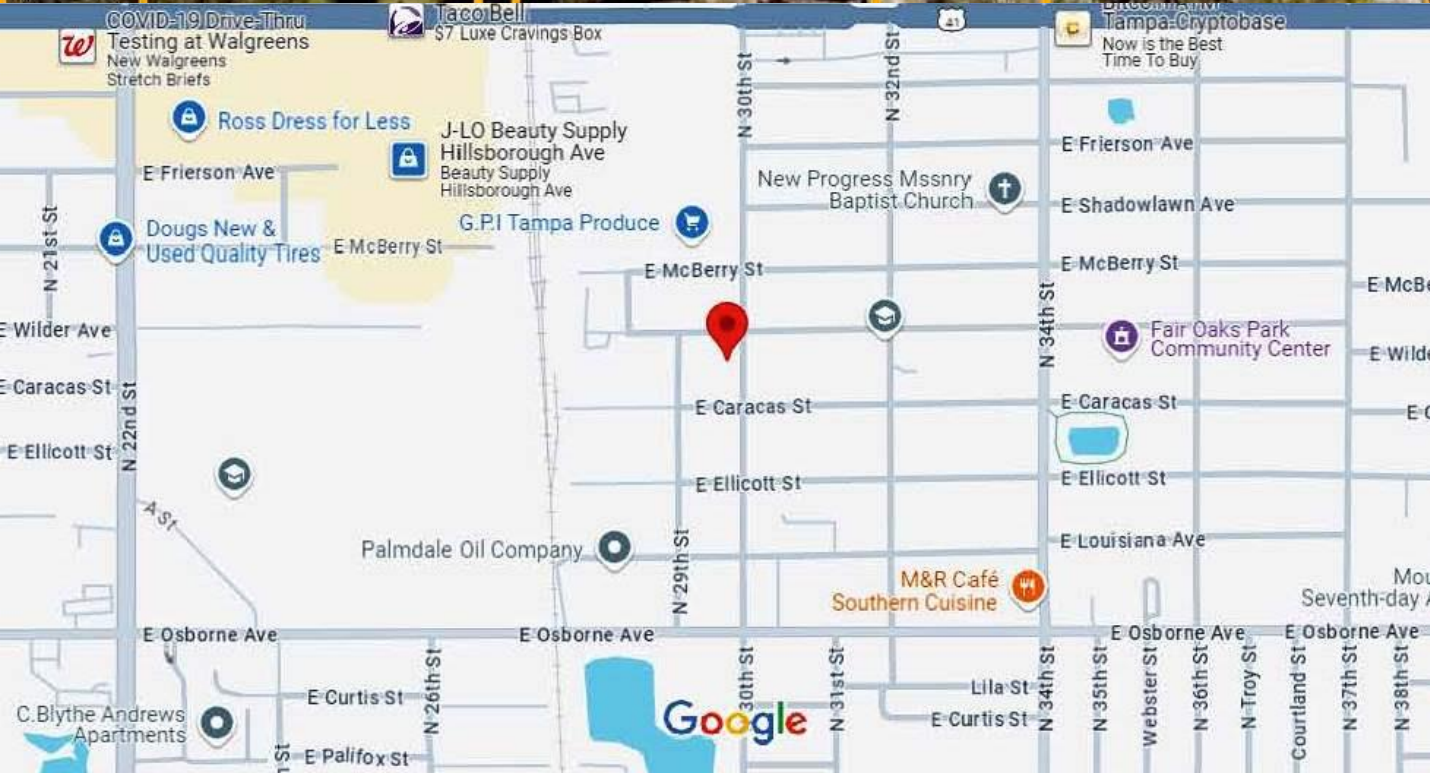 COVID-19 Drive-Thru
Testing at Walgreens
New Walgreens
Stretch Briefs
Taco Bell
$7 Luxe Cravings Box
41
Tampa-Cryptobase
Now is the Best
Time To Buy
N 30th St
N 32nd St
Ross Dress for Less
J-LO Beauty Supply
Hillsborough Ave
Beauty Supply
Hillsborough Ave
E Frierson Ave
E Frierson Ave
New Progress Mssnry
Baptist Church
E Shadowlawn Ave
N 21st St
Dougs New &
Used Quality Tires
E McBerry St
G.P.I Tampa Produce
E McBerry St
E McBerry St
E McBe
E Wilder Ave
N 34th St
Fair Oaks Park
Community Center
E Wilde
E Caracas St
N 22nd St
E Caracas St
E Caracas St
E C
E Ellicott St
E Ellicott St
E Ellicott St
A St
Palmdale Oil Company
N 29th St
E Louisiana Ave
M&R Café
Southern Cuisine
Mou
Seventh-day A
E Osborne Ave
E Osborne Ave
E Osborne Ave
E Osborne Ave
N 26th St
30th St
N 31st St
N 34th St
N 35th St
Webster St
N 36th St
N Troy St
Courtland St
N 37th St
N 38th St
E Curtis St
Lila St
E Curtis St
C.Blythe Andrews
Apartments
Google
St
E Palifox St